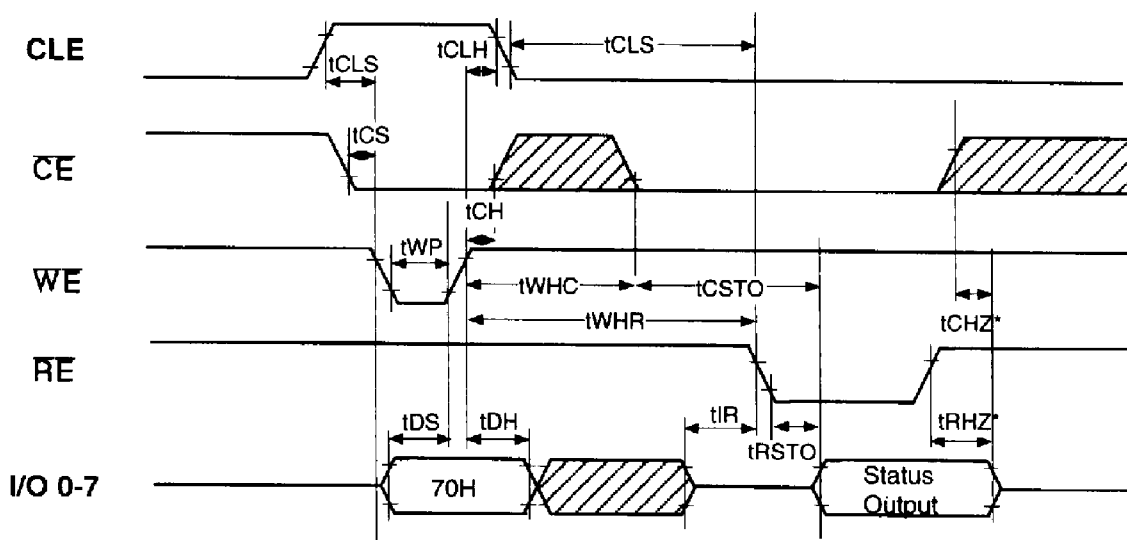 CLE
tCLS
tCLH
tCLS
CE
tCS
tCH
WE
tWP
tWHC
tCSTO
tWHR
tCHZ*
RE
tDS
tDH
tIR
tRSTO
tRHZ*
I/O 0-7
70H
Status
Output